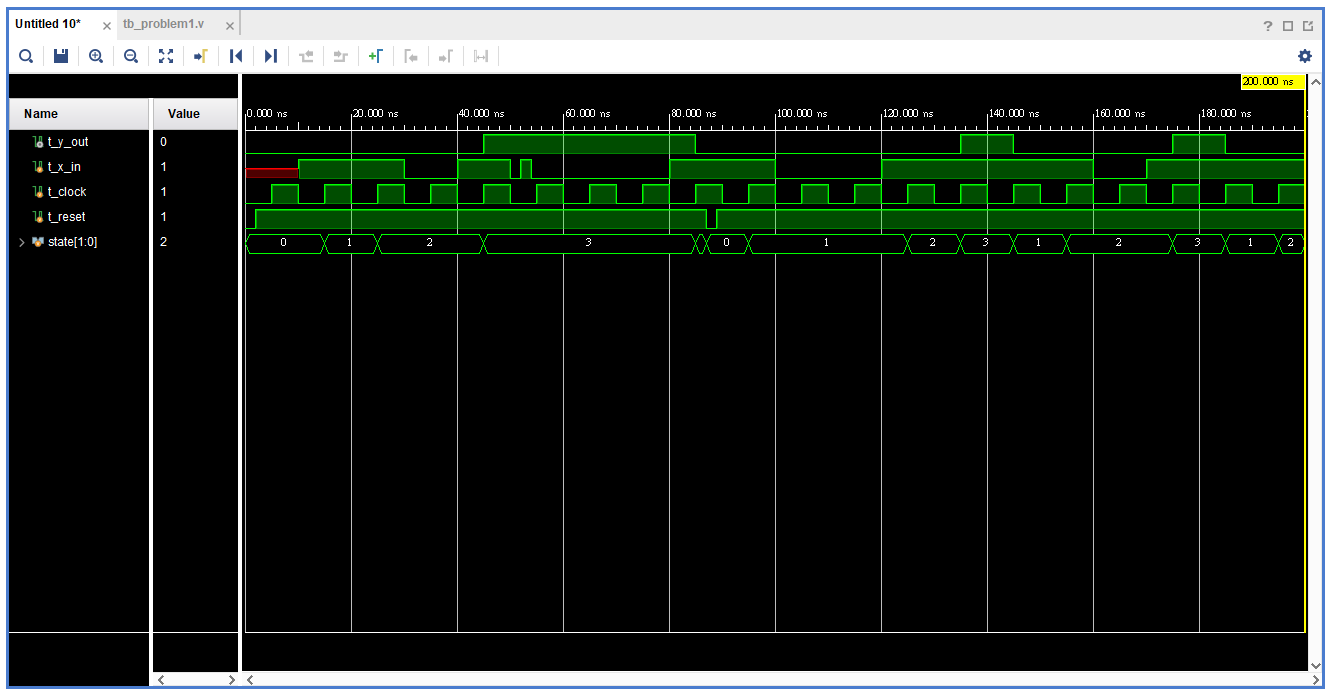 Untitled 10* × tb_problem1.v ×
?
200.000 ns
Name Value
0.000 ns 20.000 ns 40.000 ns 60.000 ns 80.000 ns 100.000 ns 120.000 ns 140.000 ns 160.000 ns 180.000 ns
t_y_out 0
t_x_in 1
t_clock 1
t_reset 1
state[1:0] 2 0 1 2 3 0 1 2 3 1 2 3 1 2